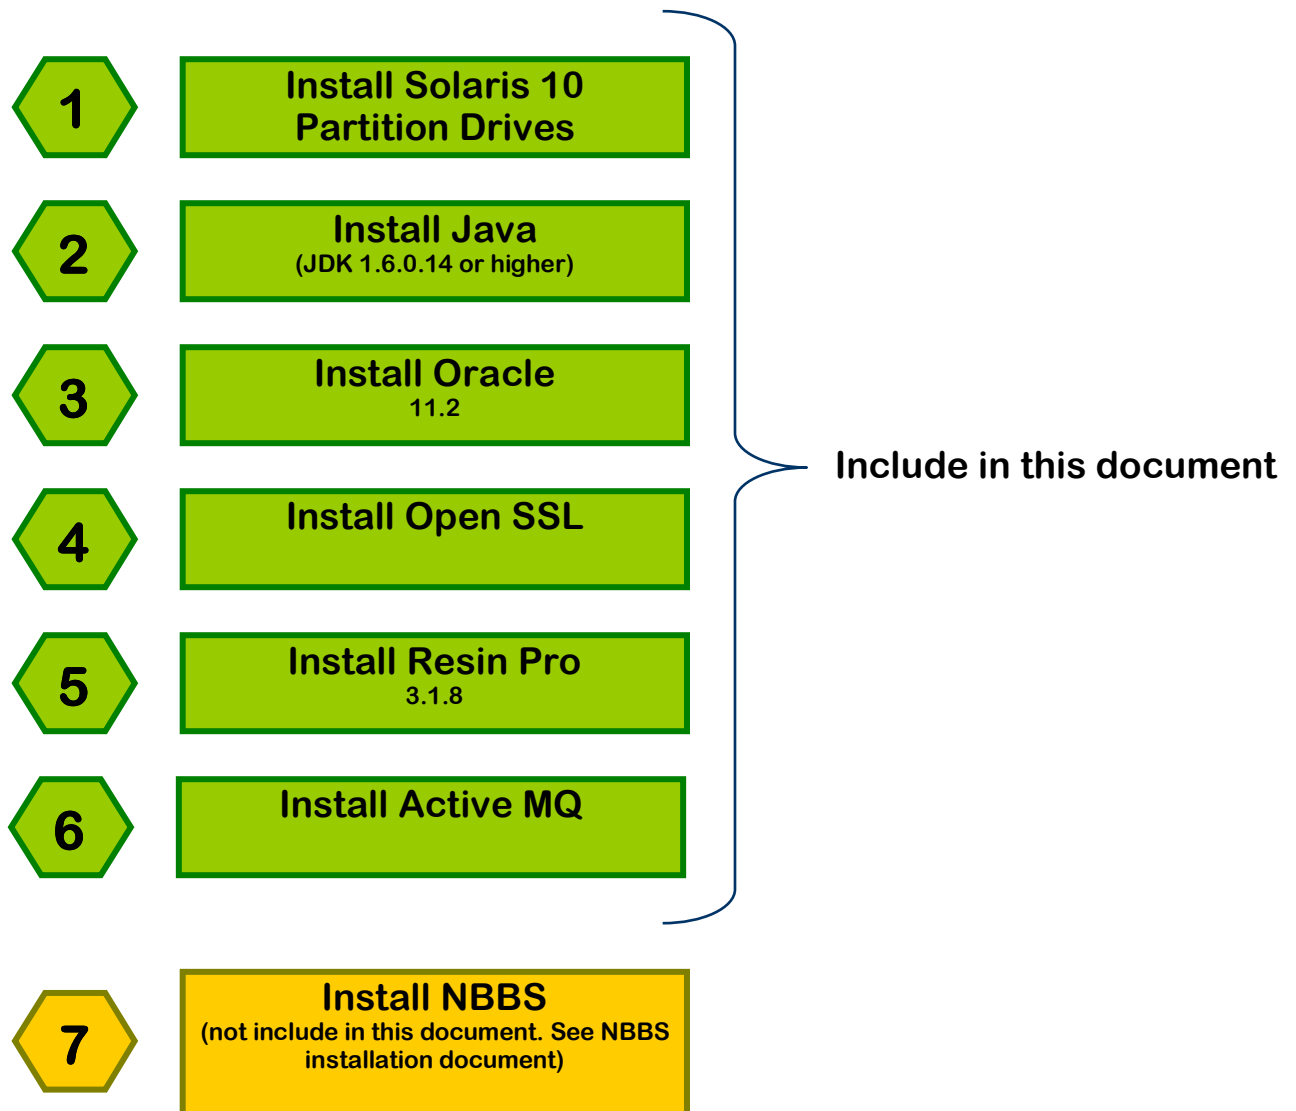 1
Install Solaris 10
Partition Drives
2
Install Java
(JDK 1.6.0.14 or higher)
3
Install Oracle
11.2
Include in this document
4
Install Open SSL
5
Install Resin Pro
3.1.8
6
Install Active MQ
7
Install NBBS
(not include in this document. See NBBS
installation document)